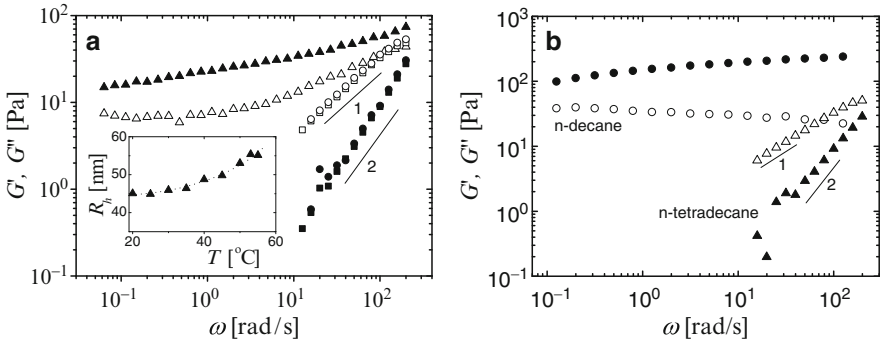 a
G', G'' [Pa]
10²
10¹
10⁰
10⁻¹
1
2
R_h [nm]
60
50
40
20
40
60
T [°C]
10⁻¹
10⁰
10¹
10²
ω [rad/s]
b
G', G'' [Pa]
10³
10²
10¹
10⁰
10⁻¹
n-decane
n-tetradecane
1
2
10⁻¹
10⁰
10¹
10²
ω [rad/s]